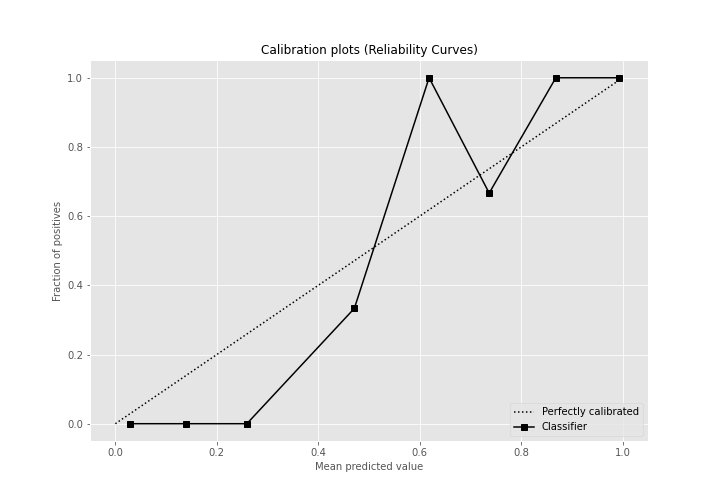 Calibration plots (Reliability Curves)
Fraction of positives
1.0
0.8
0.6
0.4
0.2
0.0
0.0 0.2 0.4 0.6 0.8 1.0
Mean predicted value
Perfectly calibrated
Classifier